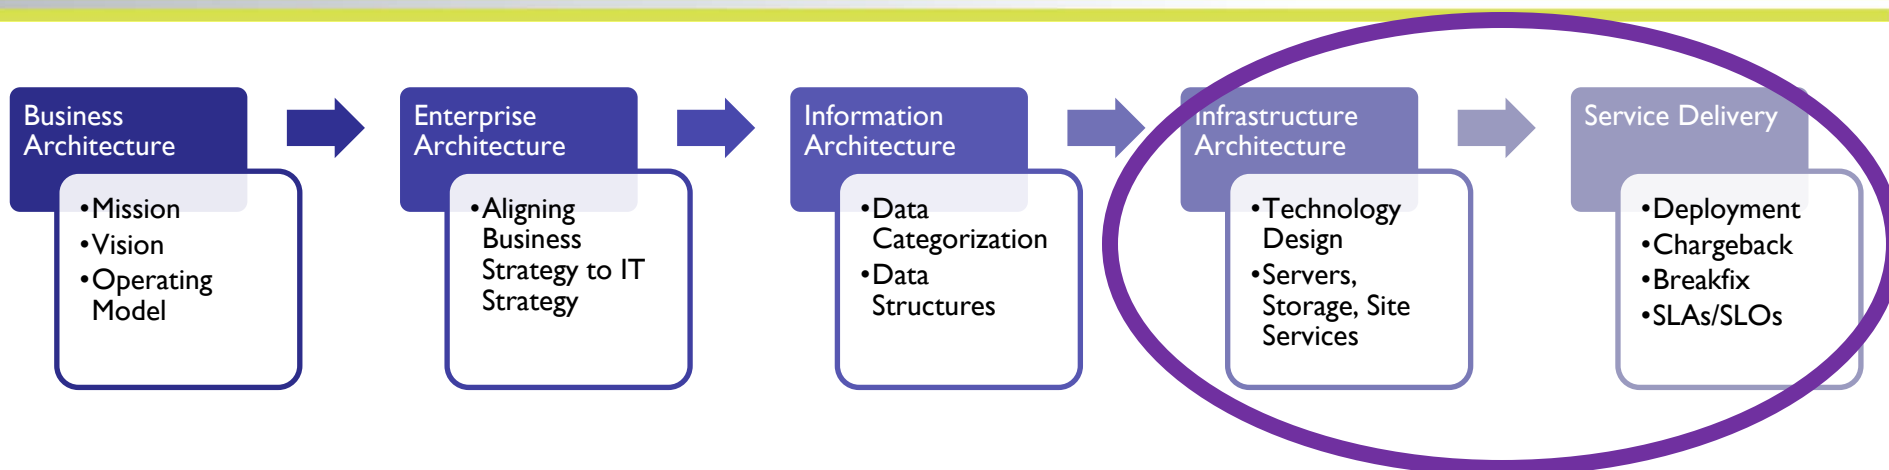 Business
Architecture
•Mission
•Vision
•Operating
Model
Enterprise
Architecture
•Aligning
Business
Strategy to IT
Strategy
Information
Architecture
•Data
Categorization
•Data
Structures
Infrastructure
Architecture
•Technology
Design
•Servers,
Storage, Site
Services
Service Delivery
•Deployment
•Chargeback
•Breakfix
•SLAs/SLOs